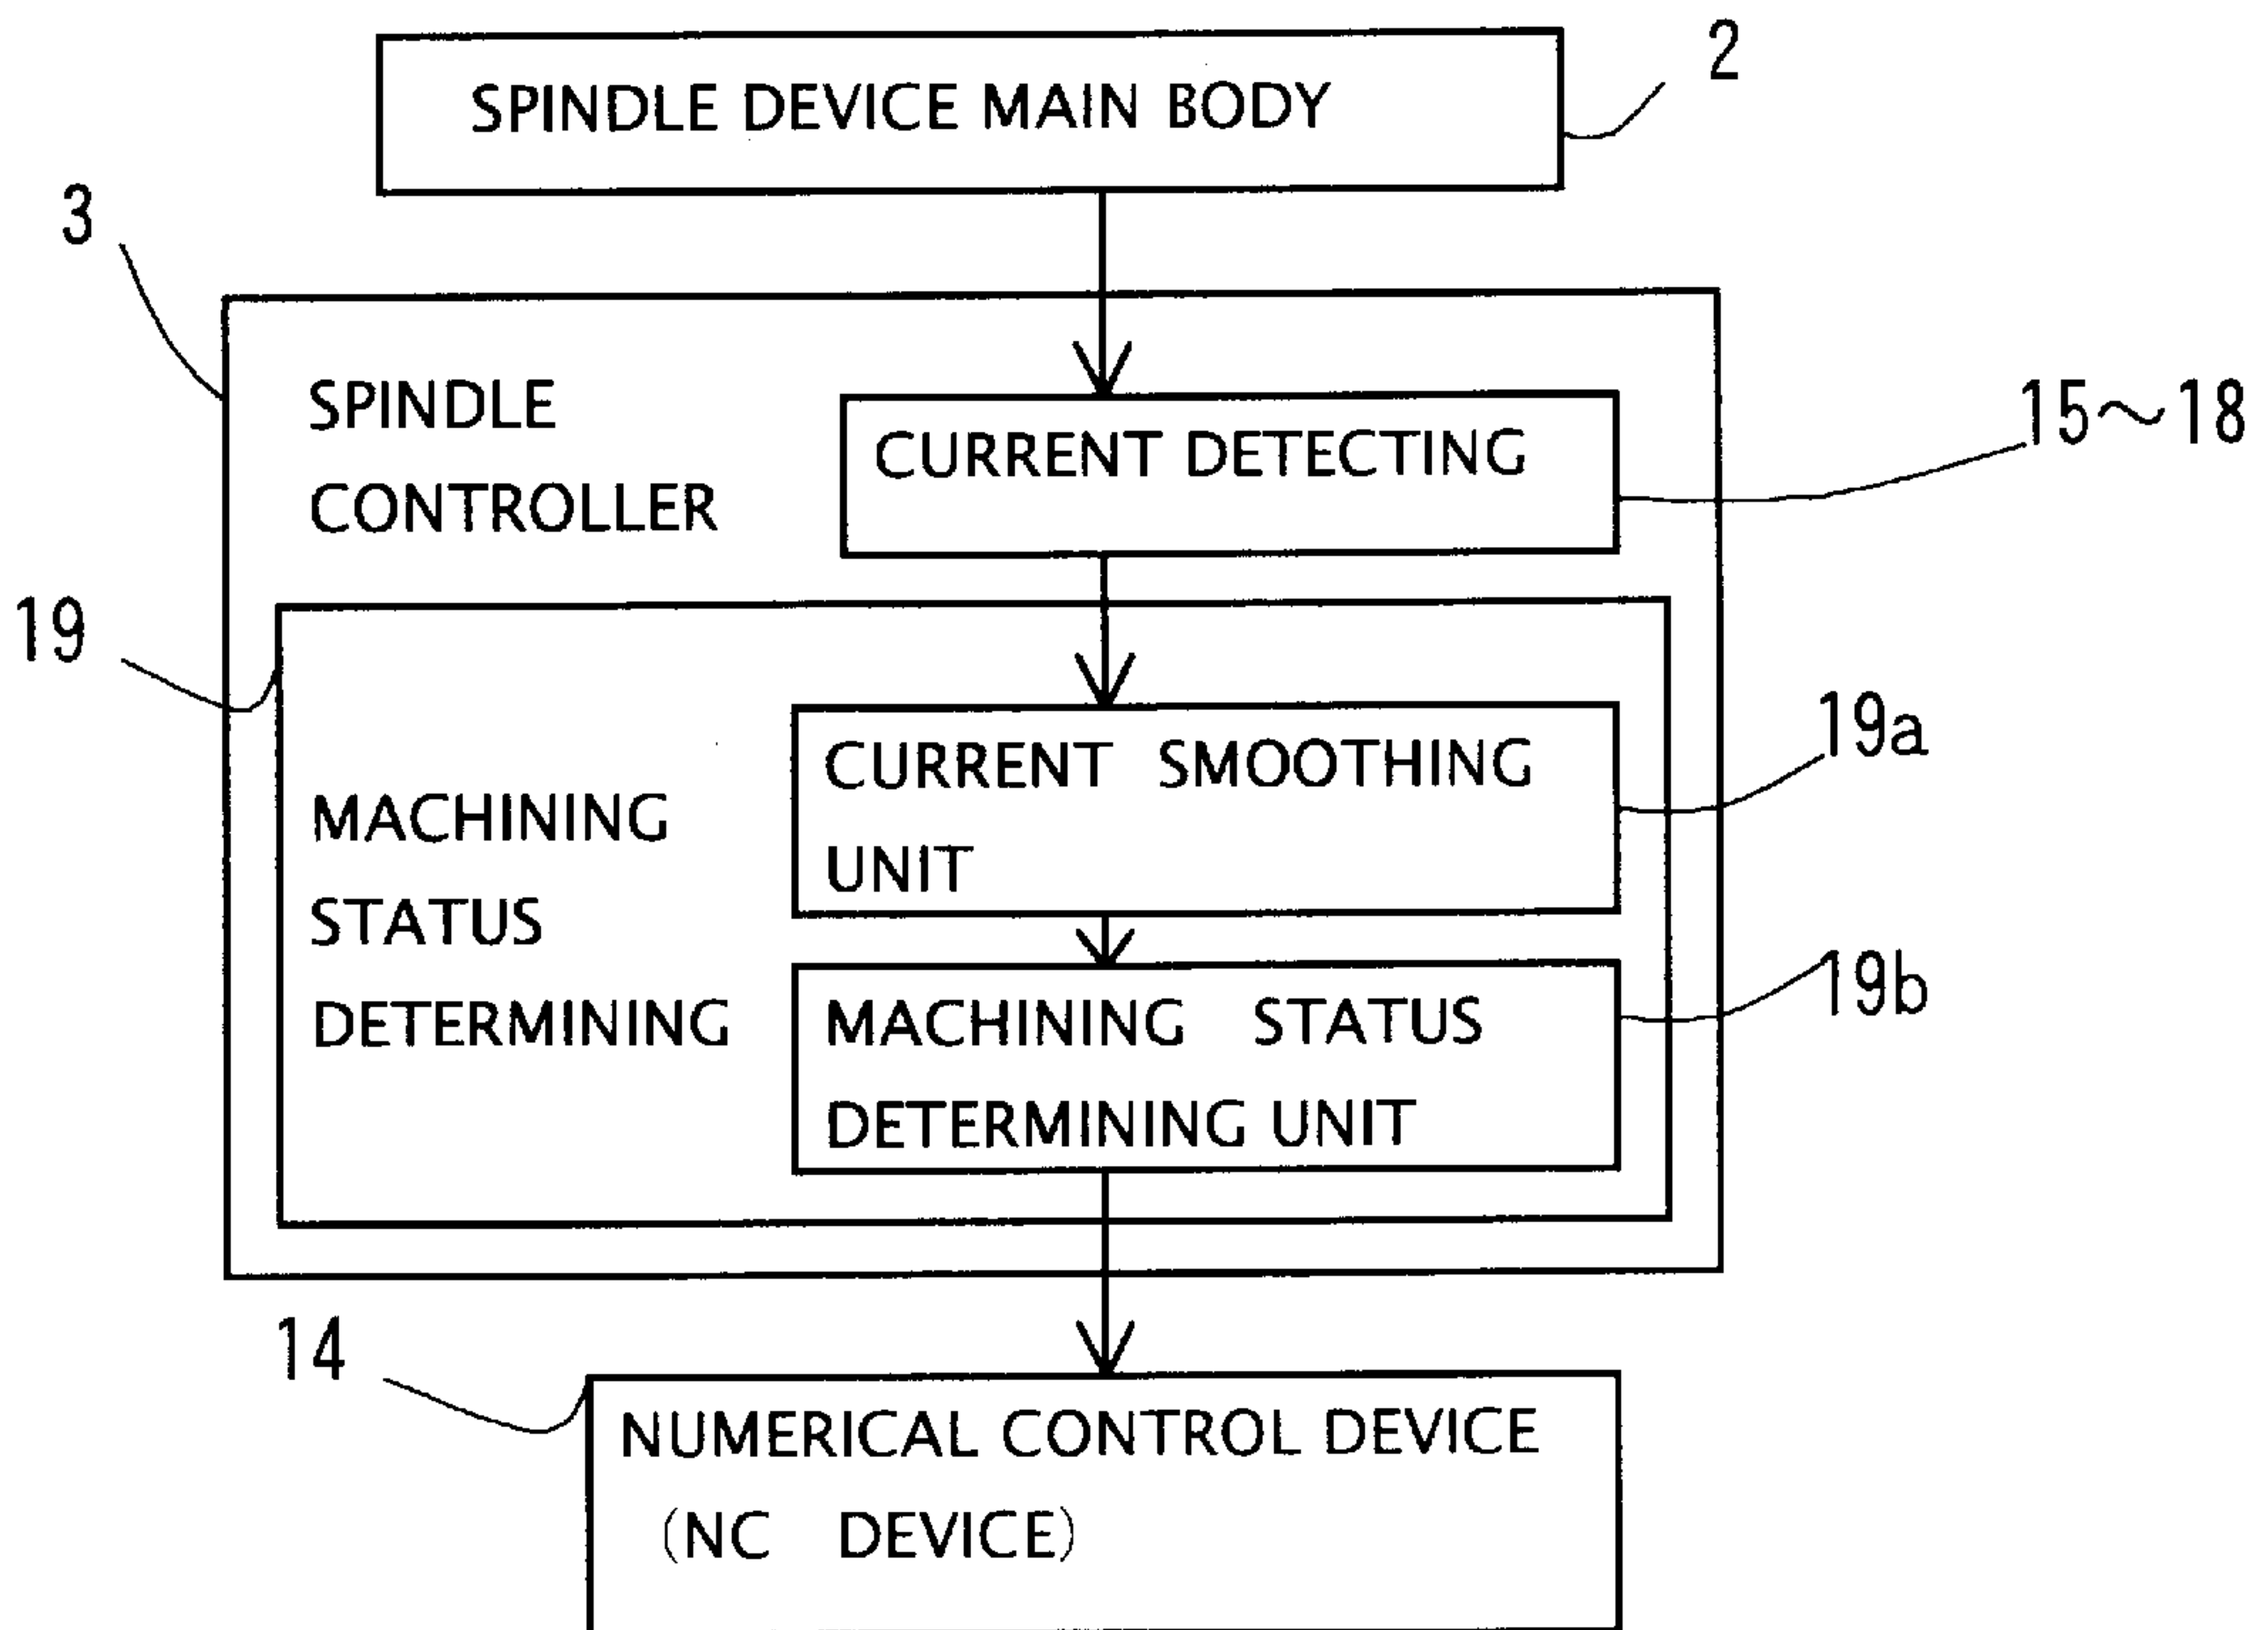 SPINDLE DEVICE MAIN BODY
2
3
SPINDLE
CONTROLLER
CURRENT DETECTING
15~18
19
MACHINING
STATUS
DETERMINING
CURRENT SMOOTHING
UNIT
19a
MACHINING STATUS
DETERMINING UNIT
19b
14
NUMERICAL CONTROL DEVICE
(NC DEVICE)